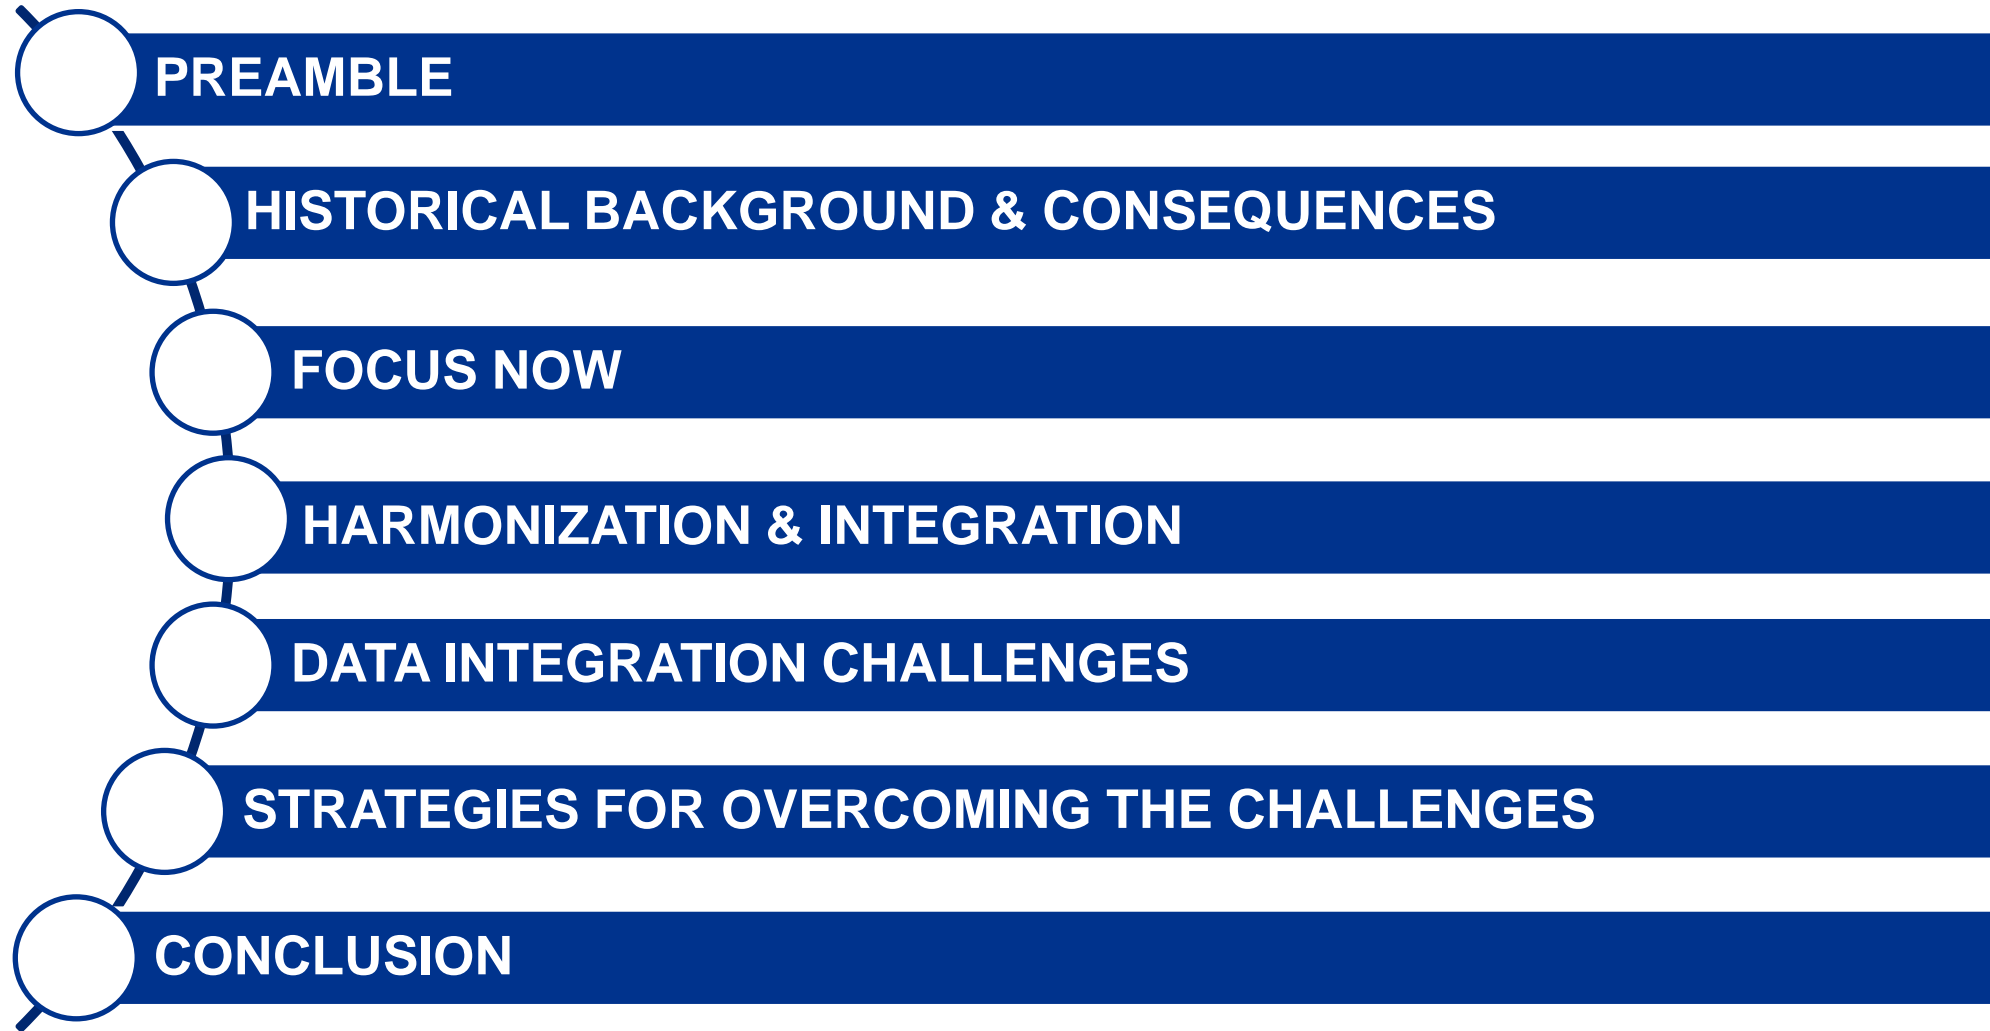 PREAMBLE
HISTORICAL BACKGROUND & CONSEQUENCES
FOCUS NOW
HARMONIZATION & INTEGRATION
DATA INTEGRATION CHALLENGES
STRATEGIES FOR OVERCOMING THE CHALLENGES
CONCLUSION